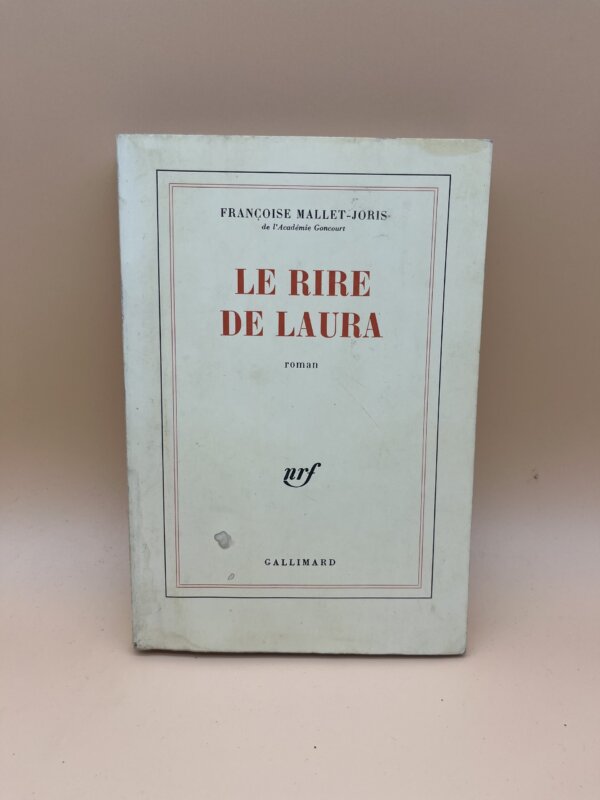 FRANÇOISE MALLET-JORIS
de l'Académie Goncourt
LE RIRE
DE LAURA
roman
nrf
GALLIMARD